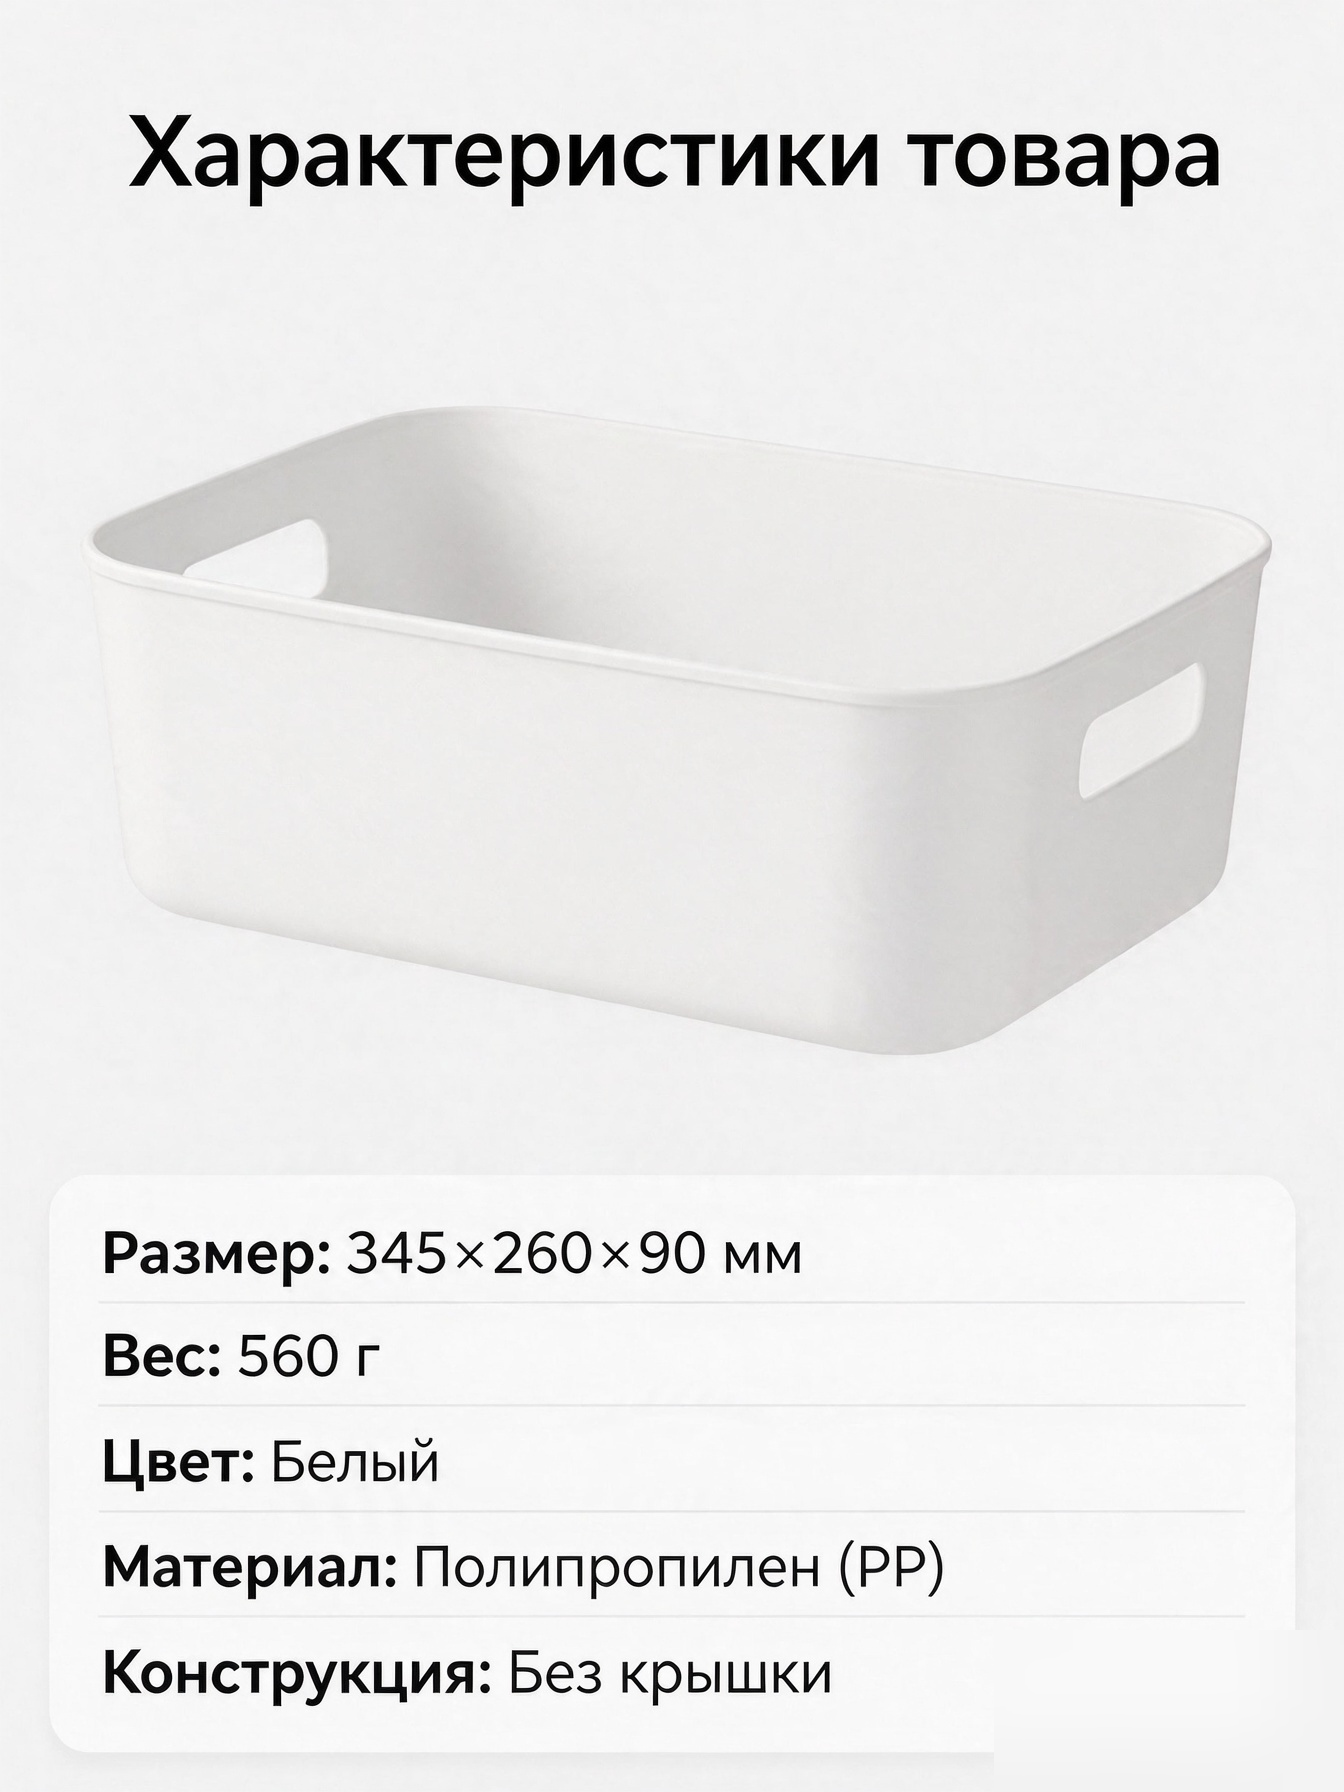 Характеристики товара
Размер: 345×260×90 мм
Вес: 560 г
Цвет: Белый
Материал: Полипропилен (PP)
Конструкция: Без крышки